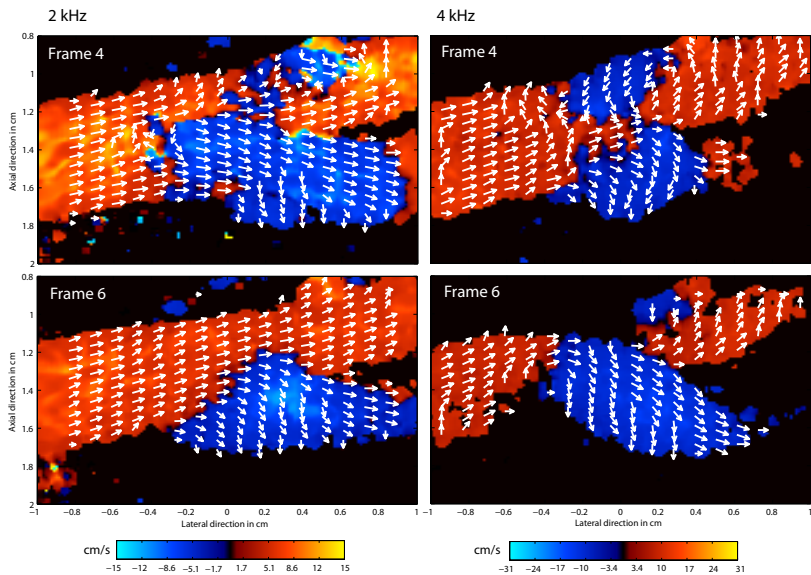 2 kHz
4 kHz
Frame 4
Frame 4
0.8
1
1.2
1.4
1.6
1.8
2
Axial direction in cm
Frame 6
Frame 6
0.8
1
1.2
1.4
1.6
1.8
2
Axial direction in cm
−1 −0.8 −0.6 −0.4 −0.2 0 0.2 0.4 0.6 0.8 1
−1 −0.8 −0.6 −0.4 −0.2 0 0.2 0.4 0.6 0.8 1
Lateral direction in cm
Lateral direction in cm
cm/s
−15 −12 −8.6 −5.1 −1.7 1.7 5.1 8.6 12 15
cm/s
−31 −24 −17 −10 −3.4 3.4 10 17 24 31